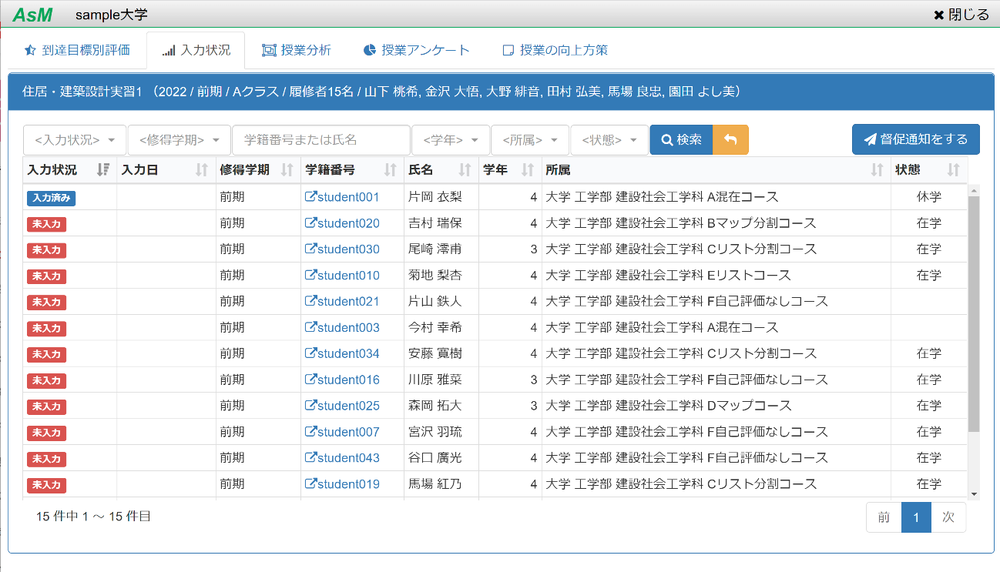 AsM sample大学 閉じる
到達目標別評価 入力状況 授業分析 授業アンケート 授業の向上方策
住居・建築設計実習1 （2022 / 前期 / Aクラス / 履修者15名 / 山下 桃希, 金沢 大悟, 大野 緋音, 田村 弘美, 馬場 良忠, 園田 よし美）
<入力状況> <修得学期> 学籍番号または氏名 <学年> <所属> <状態> 検索 督促通知をする
入力状況 入力日 修得学期 学籍番号 氏名 学年 所属 状態
入力済み 前期 student001 片岡 衣梨 4 大学 工学部 建設社会工学科 A混在コース 休学
未入力 前期 student020 吉村 瑞保 4 大学 工学部 建設社会工学科 Bマップ分割コース 在学
未入力 前期 student030 尾崎 澪甫 3 大学 工学部 建設社会工学科 Cリスト分割コース 在学
未入力 前期 student010 菊地 梨杏 4 大学 工学部 建設社会工学科 Eリストコース 在学
未入力 前期 student021 片山 鉄人 4 大学 工学部 建設社会工学科 F自己評価なしコース
未入力 前期 student003 今村 幸希 4 大学 工学部 建設社会工学科 A混在コース
未入力 前期 student034 安藤 寛樹 4 大学 工学部 建設社会工学科 Cリスト分割コース 在学
未入力 前期 student016 川原 雅菜 3 大学 工学部 建設社会工学科 F自己評価なしコース 在学
未入力 前期 student025 森岡 拓大 3 大学 工学部 建設社会工学科 Dマップコース 在学
未入力 前期 student007 宮沢 羽琉 4 大学 工学部 建設社会工学科 F自己評価なしコース 在学
未入力 前期 student043 谷口 廣光 4 大学 工学部 建設社会工学科 F自己評価なしコース 在学
未入力 前期 student019 馬場 紅乃 4 大学 工学部 建設社会工学科 Cリスト分割コース 在学
15 件中 1 ～ 15 件目 前 1 次